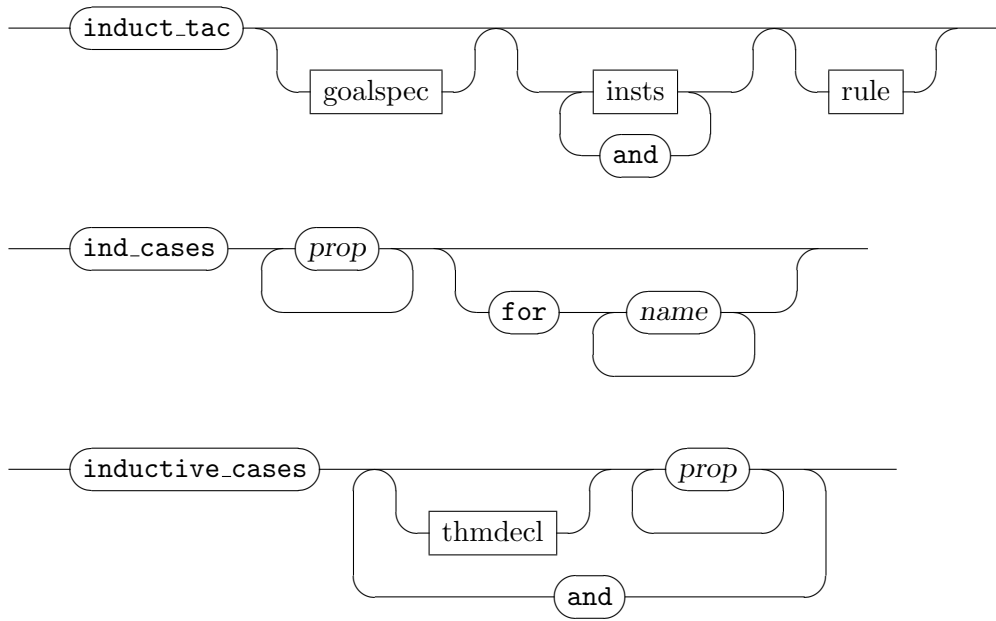 induct_tac
goalspec insts rule
and
ind_cases prop
for name
inductive_cases prop
thmdecl
and